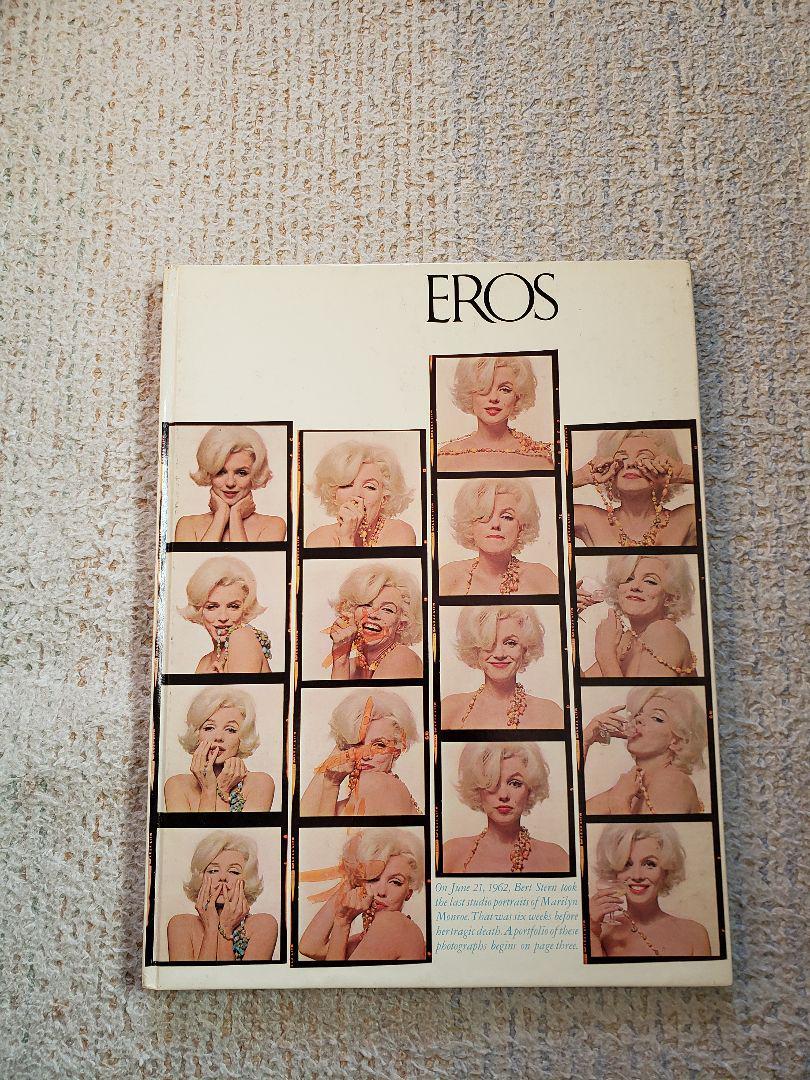 EROS
On June 21, 1962, Bert Stern took
the last studio portraits of Marilyn
Monroe. That was six weeks before
her tragic death. A portfolio of these
photographs begins on page three.